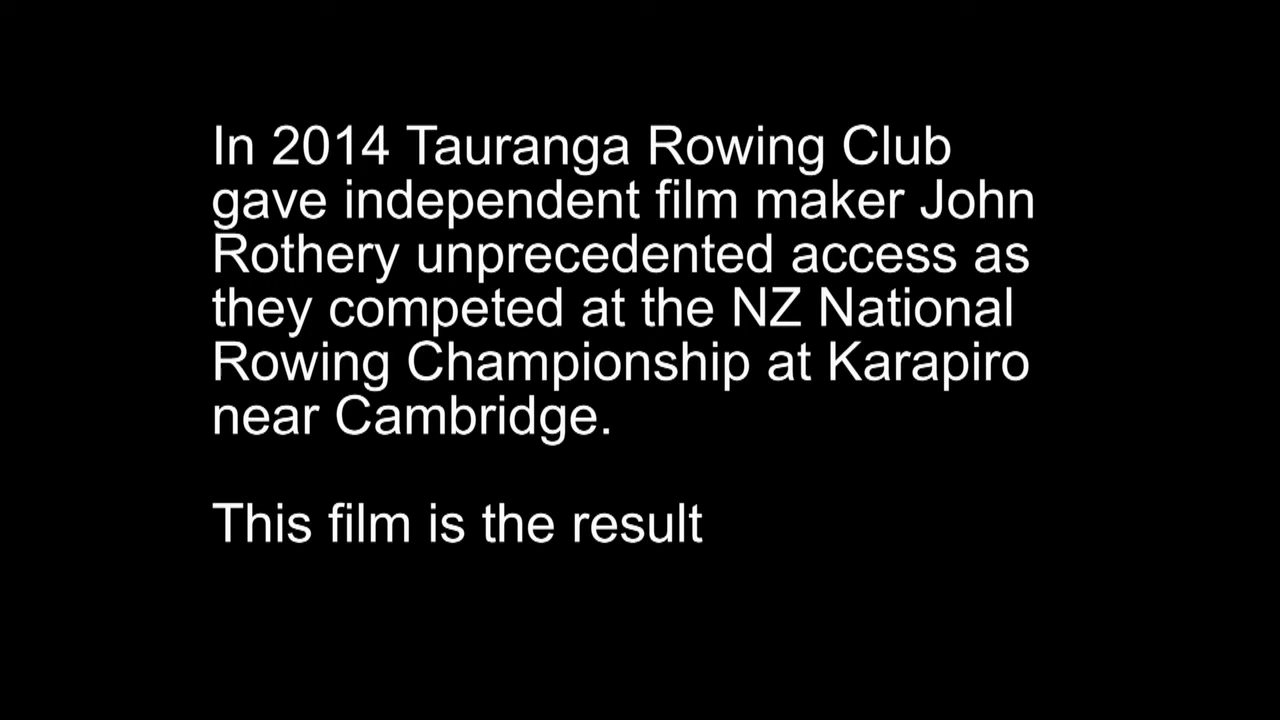 In 2014 Tauranga Rowing Club
gave independent film maker John
Rothery unprecedented access as
they competed at the NZ National
Rowing Championship at Karapiro
near Cambridge.
This film is the result